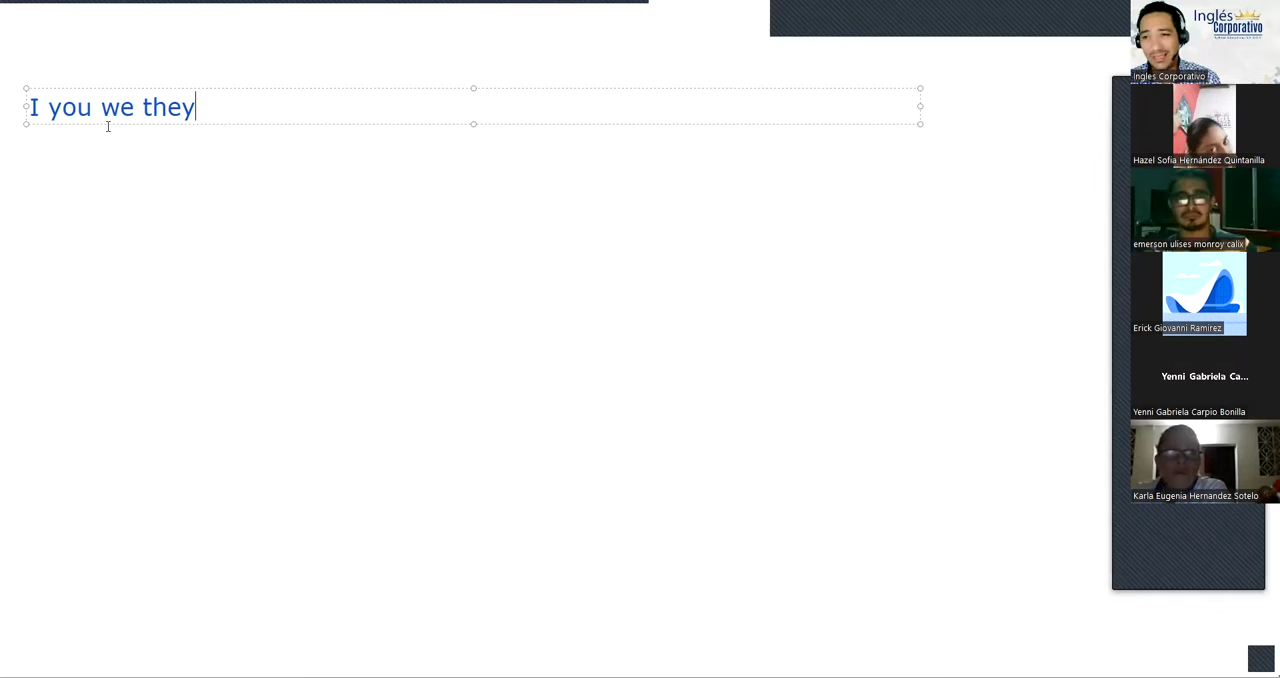 I you we they
Inglés
Corporativo
Ingles Corporativo
Hazel Sofia Hernández Quintanilla
emerson ulises monroy calix
Erick Giovanni Ramirez
Yenni Gabriela Ca...
Yenni Gabriela Carpio Bonilla
Karla Eugenia Hernandez Sotelo